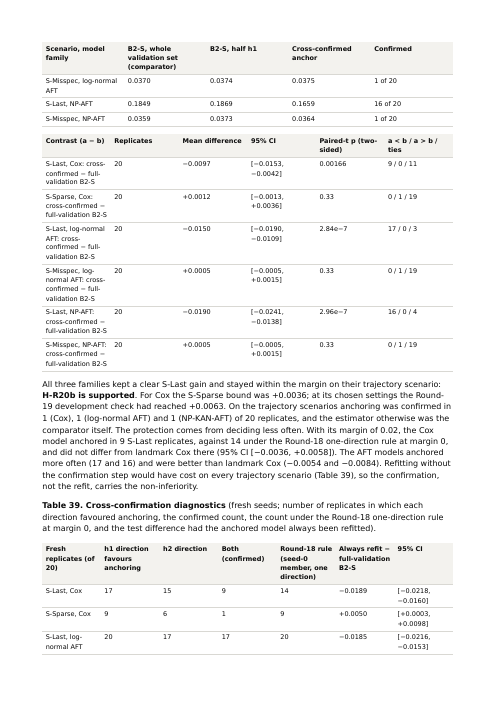 Scenario, model family | B2-S, whole validation set (comparator) | B2-S, half h1 | Cross-confirmed anchor | Confirmed
S-Misspec, log-normal AFT | 0.0370 | 0.0374 | 0.0375 | 1 of 20
S-Last, NP-AFT | 0.1849 | 0.1869 | 0.1659 | 16 of 20
S-Misspec, NP-AFT | 0.0359 | 0.0373 | 0.0364 | 1 of 20
Contrast (a − b) | Replicates | Mean difference | 95% CI | Paired-t p (two-sided) | a < b / a > b / ties
S-Last, Cox: cross-confirmed − full-validation B2-S | 20 | −0.0097 | [−0.0153, −0.0042] | 0.00166 | 9 / 0 / 11
S-Sparse, Cox: cross-confirmed − full-validation B2-S | 20 | +0.0012 | [−0.0013, +0.0036] | 0.33 | 0 / 1 / 19
S-Last, log-normal AFT: cross-confirmed − full-validation B2-S | 20 | −0.0150 | [−0.0190, −0.0109] | 2.84e−7 | 17 / 0 / 3
S-Misspec, log-normal AFT: cross-confirmed − full-validation B2-S | 20 | +0.0005 | [−0.0005, +0.0015] | 0.33 | 0 / 1 / 19
S-Last, NP-AFT: cross-confirmed − full-validation B2-S | 20 | −0.0190 | [−0.0241, −0.0138] | 2.96e−7 | 16 / 0 / 4
S-Misspec, NP-AFT: cross-confirmed − full-validation B2-S | 20 | +0.0005 | [−0.0005, +0.0015] | 0.33 | 0 / 1 / 19
All three families kept a clear S-Last gain and stayed within the margin on their trajectory scenario:
H-R20b is supported. For Cox the S-Sparse bound was +0.0036; at its chosen settings the Round-
19 development check had reached +0.0063. On the trajectory scenarios anchoring was confirmed in
1 (Cox), 1 (log-normal AFT) and 1 (NP-KAN-AFT) of 20 replicates, and the estimator otherwise was the
comparator itself. The protection comes from deciding less often. With its margin of 0.02, the Cox
model anchored in 9 S-Last replicates, against 14 under the Round-18 one-direction rule at margin 0,
and did not differ from landmark Cox there (95% CI [−0.0036, +0.0058]). The AFT models anchored
more often (17 and 16) and were better than landmark Cox (−0.0054 and −0.0084). Refitting without
the confirmation step would have cost on every trajectory scenario (Table 39), so the confirmation,
not the refit, carries the non-inferiority.
Table 39. Cross-confirmation diagnostics (fresh seeds; number of replicates in which each
direction favoured anchoring, the confirmed count, the count under the Round-18 one-direction rule
at margin 0, and the test difference had the anchored model always been refitted).
Fresh replicates (of 20) | h1 direction favours anchoring | h2 direction | Both (confirmed) | Round-18 rule (seed-0 member, one direction) | Always refit − full-validation B2-S | 95% CI
S-Last, Cox | 17 | 15 | 9 | 14 | −0.0189 | [−0.0218, −0.0160]
S-Sparse, Cox | 9 | 6 | 1 | 9 | +0.0050 | [+0.0003, +0.0098]
S-Last, log-normal AFT | 20 | 17 | 17 | 20 | −0.0185 | [−0.0216, −0.0153]